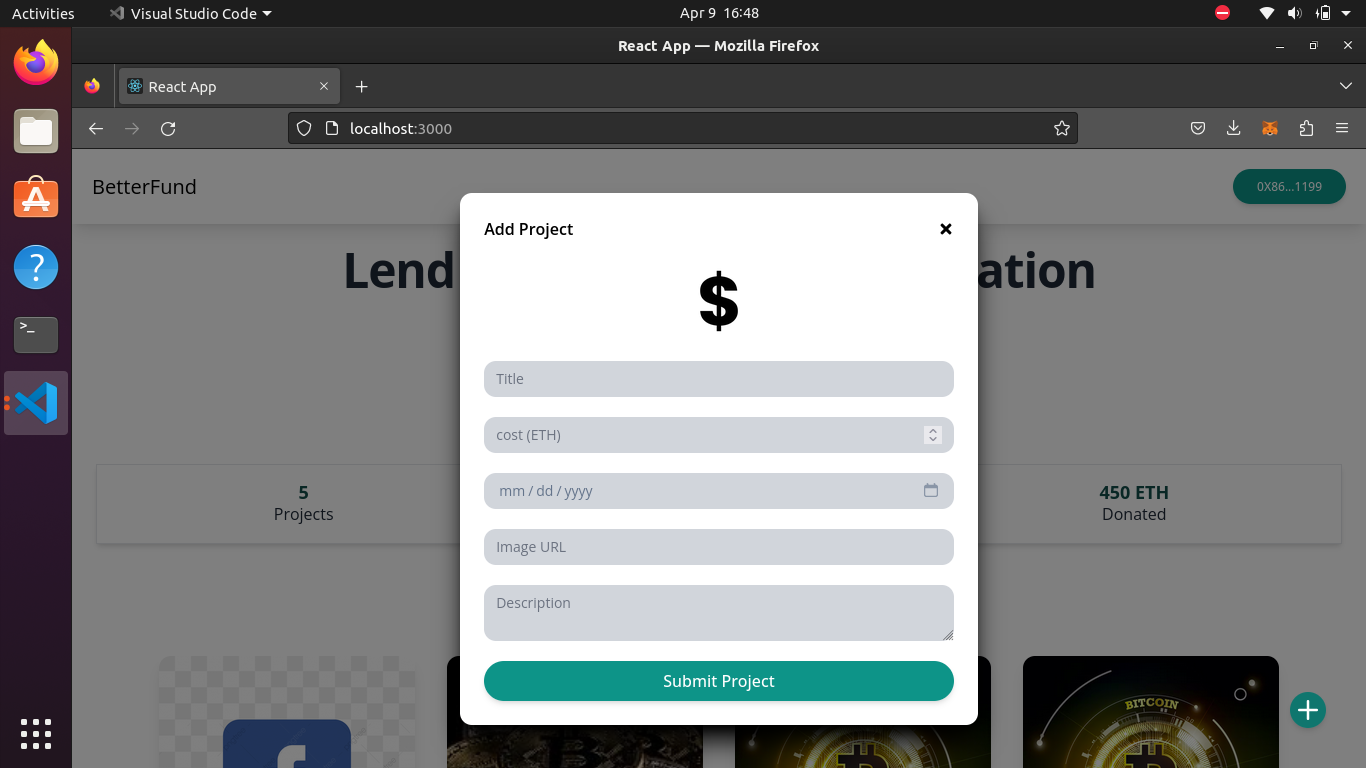 Activities
Visual Studio Code
Apr 9 16:48
React App — Mozilla Firefox
React App
localhost:3000
BetterFund
0X86...1199
Lend
ation
Add Project
$
Title
cost (ETH)
mm / dd / yyyy
Image URL
Description
Submit Project
5
Projects
450 ETH
Donated
BITCOIN
BITCOIN